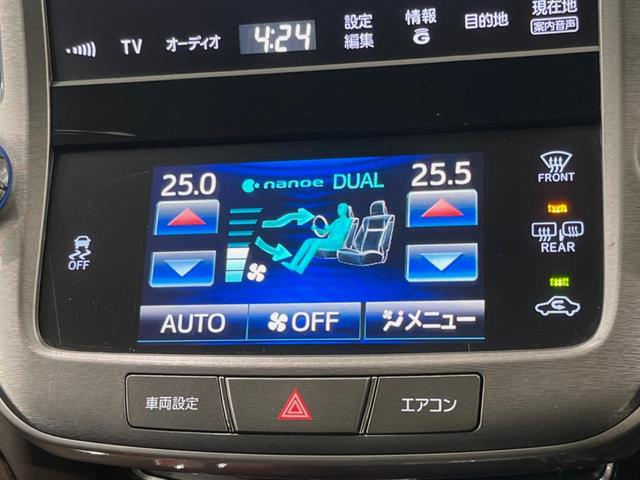 TV オーディオ 4:24 設定 情報 目的地 現在地
編集 G 案内音声
25.0 nanoe DUAL 25.5
FRONT
REAR
OFF
AUTO OFF メニュー
車両設定 エアコン